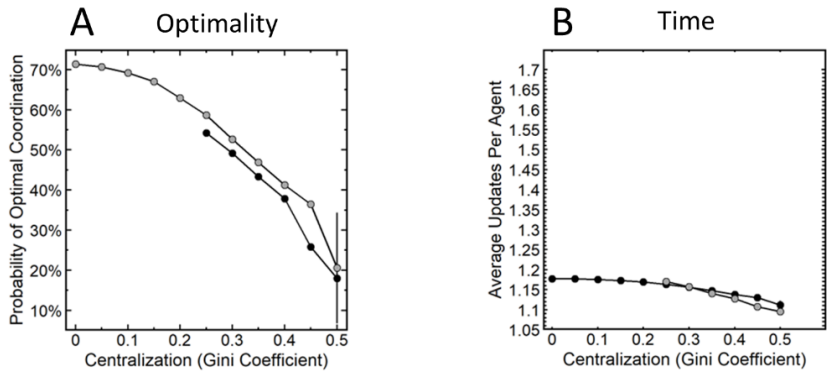 A Optimality
Probability of Optimal Coordination
70%
60%
50%
40%
30%
20%
10%
0 0.1 0.2 0.3 0.4 0.5
Centralization (Gini Coefficient)
B Time
Average Updates Per Agent
1.7
1.65
1.6
1.55
1.5
1.45
1.4
1.35
1.3
1.25
1.2
1.15
1.1
1.05
0 0.1 0.2 0.3 0.4 0.5
Centralization (Gini Coefficient)